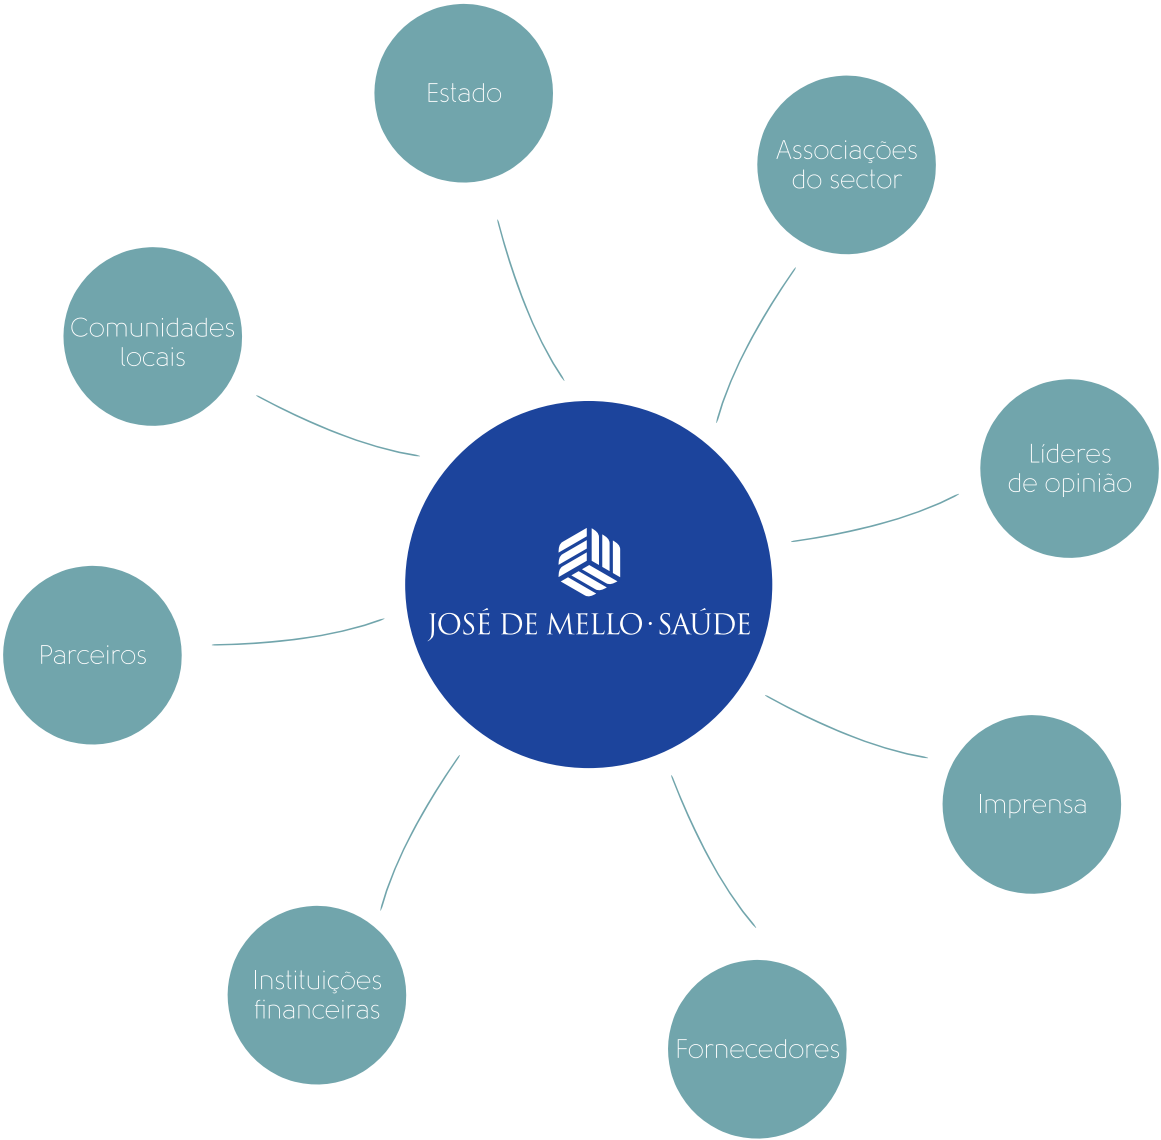 Estado
Associações
do sector
Comunidades
locais
Líderes
de opinião
JOSÉ DE MELLO · SAÚDE
Parceiros
Imprensa
Instituições
financeiras
Fornecedores